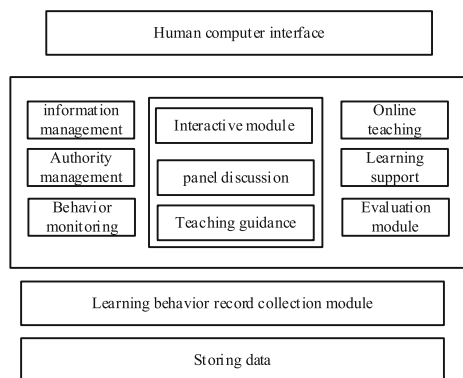 Human computer interface
information
management
Interactive module
Online
teaching
Authority
management
panel discussion
Learning
support
Behavior
monitoring
Teaching guidance
Evaluation
module
Learning behavior record collection module
Storing data